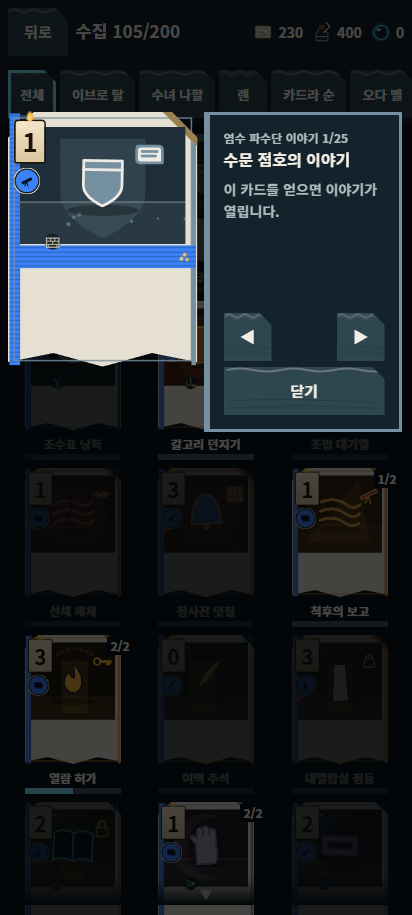 뒤로
수집 105/200
230
400
0
전체
이브로 탈
수녀 나할
렌
카드라 순
오다 벨
1
염수 파수단 이야기 1/25
수문 점호의 이야기
이 카드를 얻으면 이야기가
열립니다.
◀
▶
닫기
조수표 낭독
갈고리 던지기
조립 대기열
1
3
1
1/2
선체 해체
청사진 덧칠
척후의 보고
3
2/2
0
3
열람 허가
여백 주석
대열람실 점등
2
1
2/2
2
▼